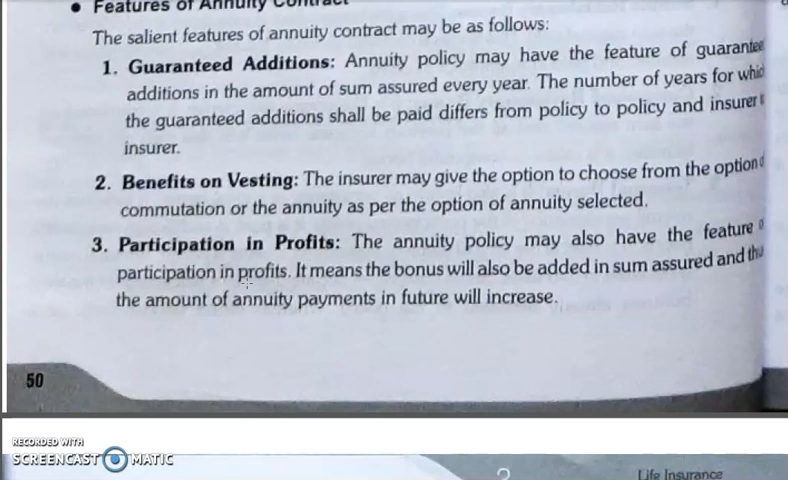 • Features of Annuity Contract
The salient features of annuity contract may be as follows:
1. Guaranteed Additions: Annuity policy may have the feature of guarantee
additions in the amount of sum assured every year. The number of years for whic
the guaranteed additions shall be paid differs from policy to policy and insurer
insurer.
2. Benefits on Vesting: The insurer may give the option to choose from the option
commutation or the annuity as per the option of annuity selected.
3. Participation in Profits: The annuity policy may also have the feature o
participation in profits. It means the bonus will also be added in sum assured and thu
the amount of annuity payments in future will increase.
50
RECORDED WITH
SCREENCAST MATIC
Life Insurance